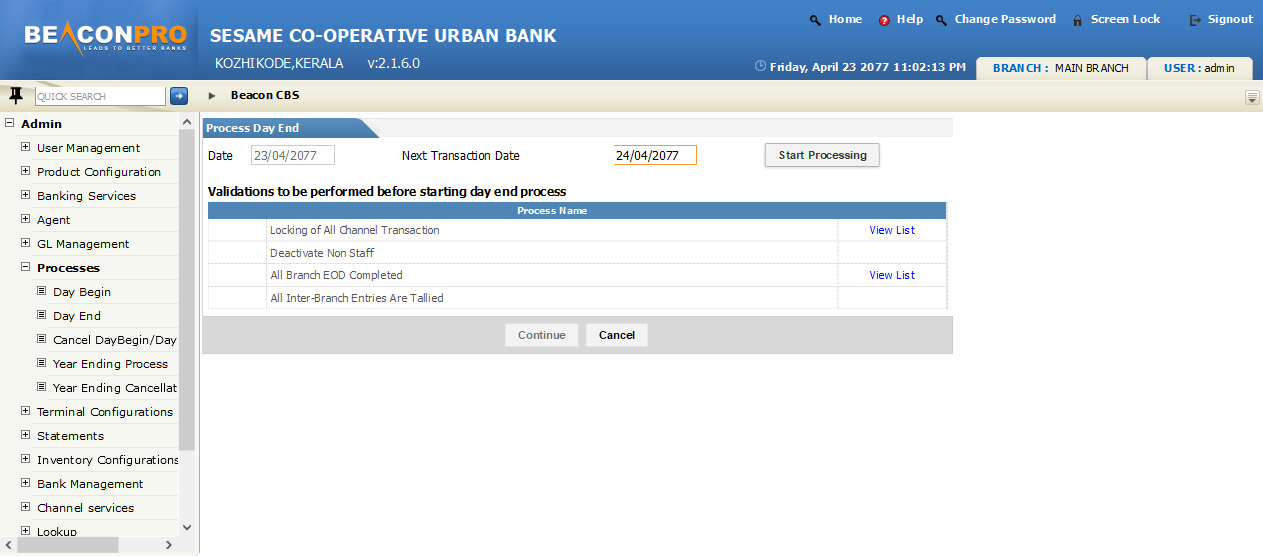 Home Help Change Password Screen Lock Signout
BEACONPRO
LEADS TO BETTER BANKS
SESAME CO-OPERATIVE URBAN BANK
KOZHIKODE,KERALA v:2.1.6.0
Friday, April 23 2077 11:02:13 PM BRANCH : MAIN BRANCH USER : admin
QUICK SEARCH
Beacon CBS
Admin
User Management
Product Configuration
Banking Services
Agent
GL Management
Processes
Day Begin
Day End
Cancel DayBegin/Day
Year Ending Process
Year Ending Cancellat
Terminal Configurations
Statements
Inventory Configurations
Bank Management
Channel services
Lookup
Process Day End
Date 23/04/2077 Next Transaction Date 24/04/2077 Start Processing
Validations to be performed before starting day end process
Process Name
Locking of All Channel Transaction View List
Deactivate Non Staff
All Branch EOD Completed View List
All Inter-Branch Entries Are Tallied
Continue Cancel